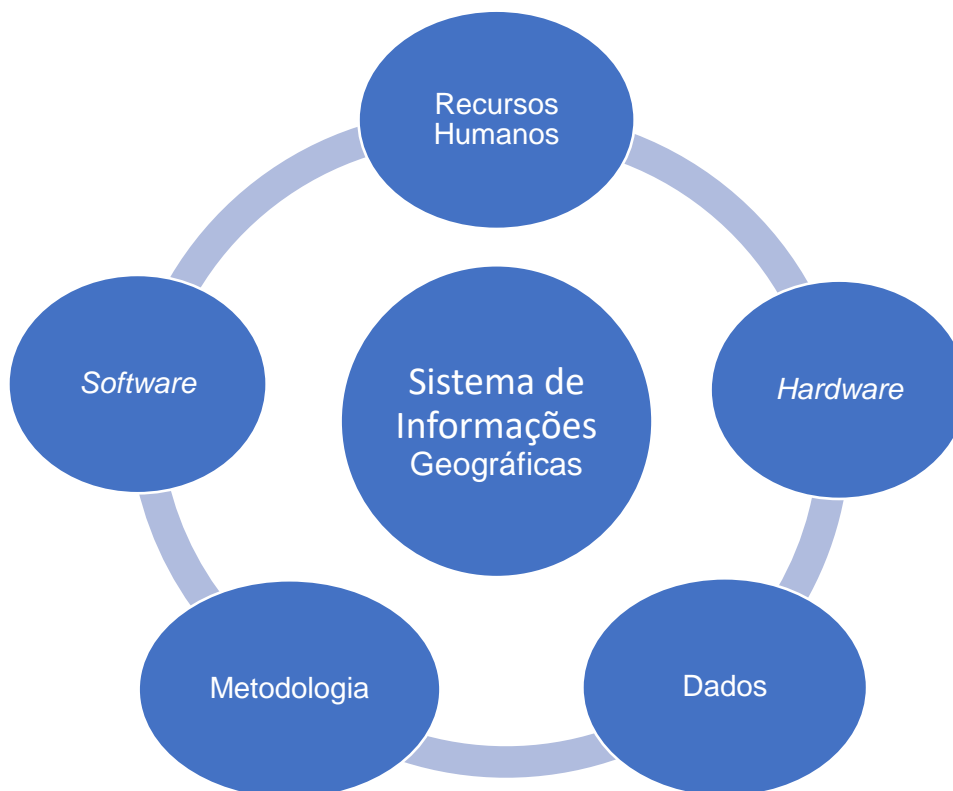 Recursos
Humanos
Software
Sistema de
Informações
Geográficas
Hardware
Metodologia
Dados